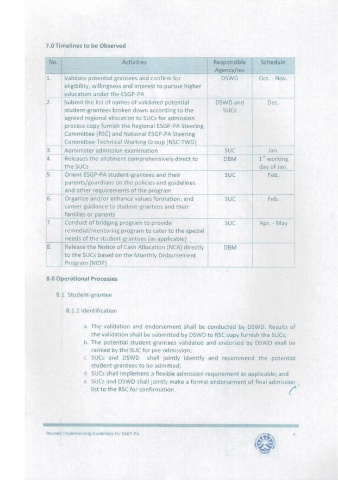 7.0 Timelines to be Observed
No. Activities Responsible Schedule
Agency/ies
1. Validate potential grantees and confirm for DSWD Oct. - Nov.
eligibility, willingness and interest to pursue higher
education under the ESGP-PA
2. Submit the list of names of validated potential DSWD and Dec.
student-grantees broken down according to the SUCs
agreed regional allocation to SUCs for admission
process copy furnish the Regional ESGP-PA Steering
Committee (RSC) and National ESGP-PA Steering
Committee-Technical Working Group (NSC-TWG)
3. Administer admission examination SUC Jan.
4. Releases the allotment comprehensively direct to DBM 1st working
the SUCs day of Jan.
5. Orient ESGP-PA student-grantees and their SUC Feb.
parents/guardians on the policies and guidelines
and other requirements of the program
6. Organize and/or enhance values formation, and SUC Feb.
career guidance to student-grantees and their
families or parents
7. Conduct of bridging program to provide SUC Apr. - May
remedial/mentoring program to cater to the special
needs of the student-grantees (as applicable)
8. Release the Notice of Cash Allocation (NCA) directly DBM
to the SUCs based on the Monthly Disbursement
Program (MDP)
8.0 Operational Processes
8.1 Student-grantee
8.1.1 Identification
a. The validation and endorsement shall be conducted by DSWD. Results of
the validation shall be submitted by DSWD to RSC copy furnish the SUCs;
b. The potential student grantees validated and endorsed by DSWD shall be
ranked by the SUC for pre-admission;
c. SUCs and DSWD shall jointly identify and recommend the potential
student grantees to be admitted;
d. SUCs shall implement a flexible admission requirement as applicable; and
e. SUCs and DSWD shall jointly make a formal endorsement of final admission
list to the RSC for confirmation.
Revised Implementing Guidelines for ESGP-PA